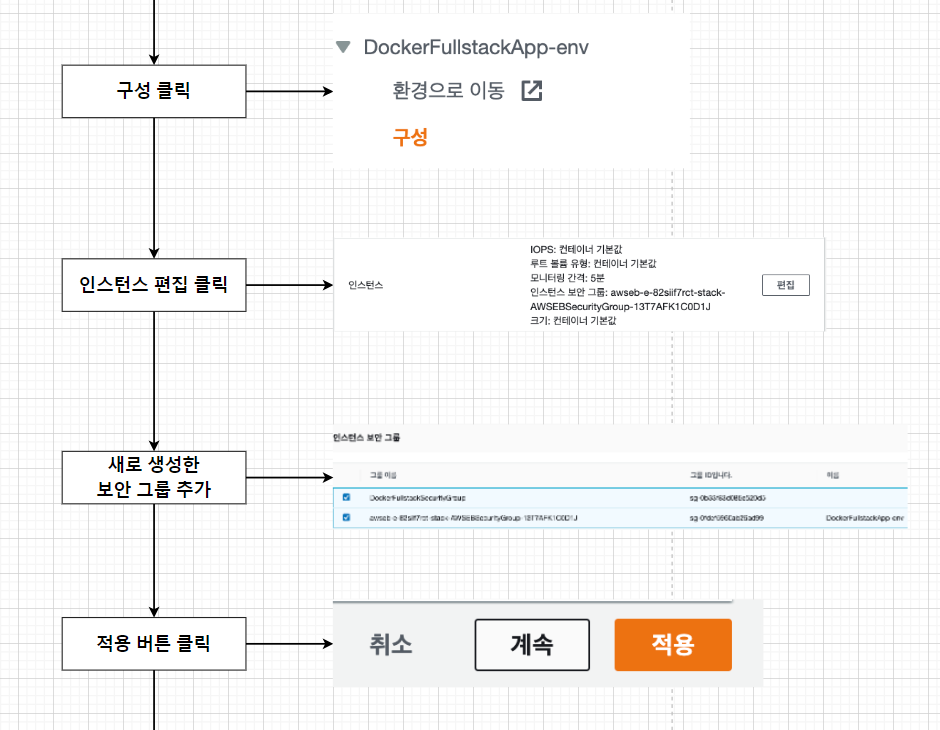 구성 클릭
▼ DockerFullstackApp-env
환경으로 이동
구성
인스턴스 편집 클릭
인스턴스
IOPS: 컨테이너 기본값
루트 볼륨 유형: 컨테이너 기본값
모니터링 간격: 5분
인스턴스 보안 그룹: awseb-e-82siif7rct-stack-
AWSEBSecurityGroup-13T7AFK1C0D1J
크기: 컨테이너 기본값
편집
새로 생성한
보안 그룹 추가
인스턴스 보안 그룹
그룹 이름 그룹 ID입니다. 이름
DockerFullstackSecurityGroup
awseb-e-82siif7rct-stack-AWSEBSecurityGroup-13T7AFK1C0D1J DockerFullstackApp-env
적용 버튼 클릭
취소 계속 적용